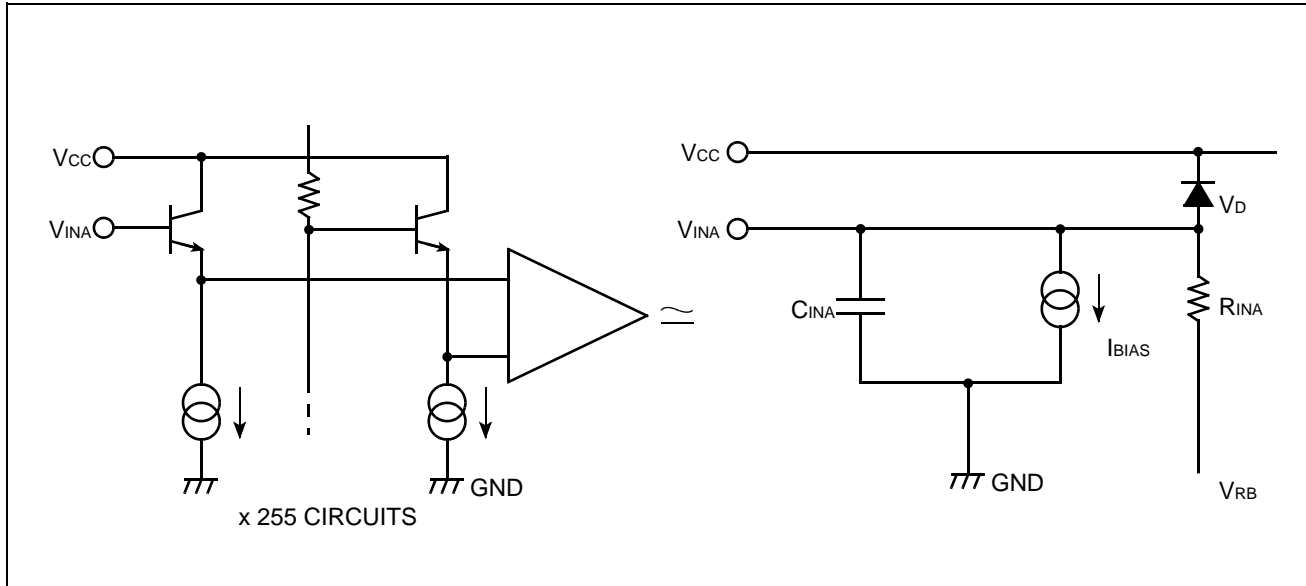 VCC
VINA
GND
x 255 CIRCUITS
≃
VCC
VD
VINA
CINA
IBIAS
RINA
GND
VRB